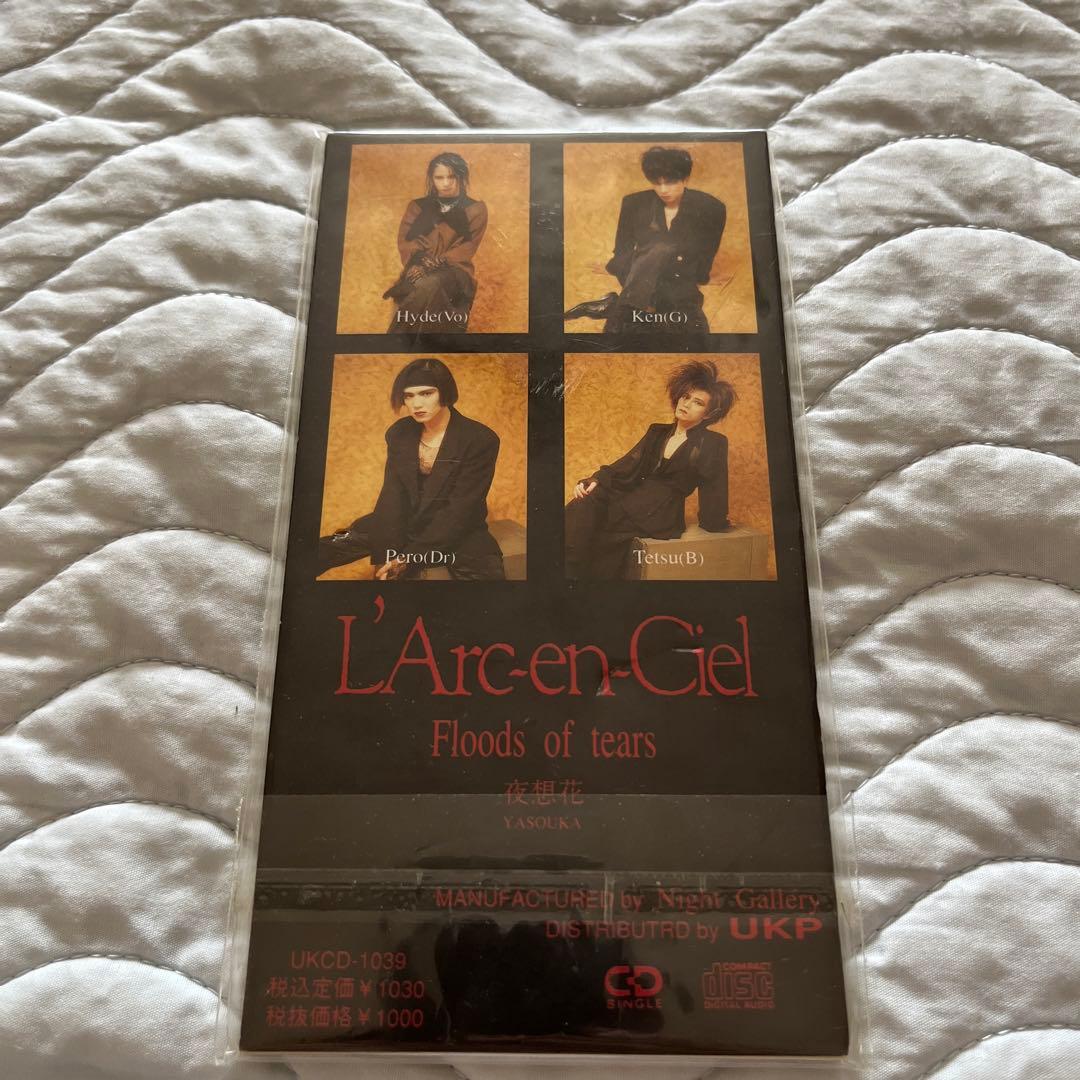 Hyde(Vo)
Ken(G)
Pero(Dr)
Tetsu(B)
L'Arc-en-Ciel
Floods of tears
夜想花
YASOUKA
MANUFACTURED by Night Gallery
DISTRIBUTRD by UKP
UKCD-1039
税込定価¥1030
税抜価格¥1000
CD
SINGLE
COMPACT
disc
DIGITAL AUDIO